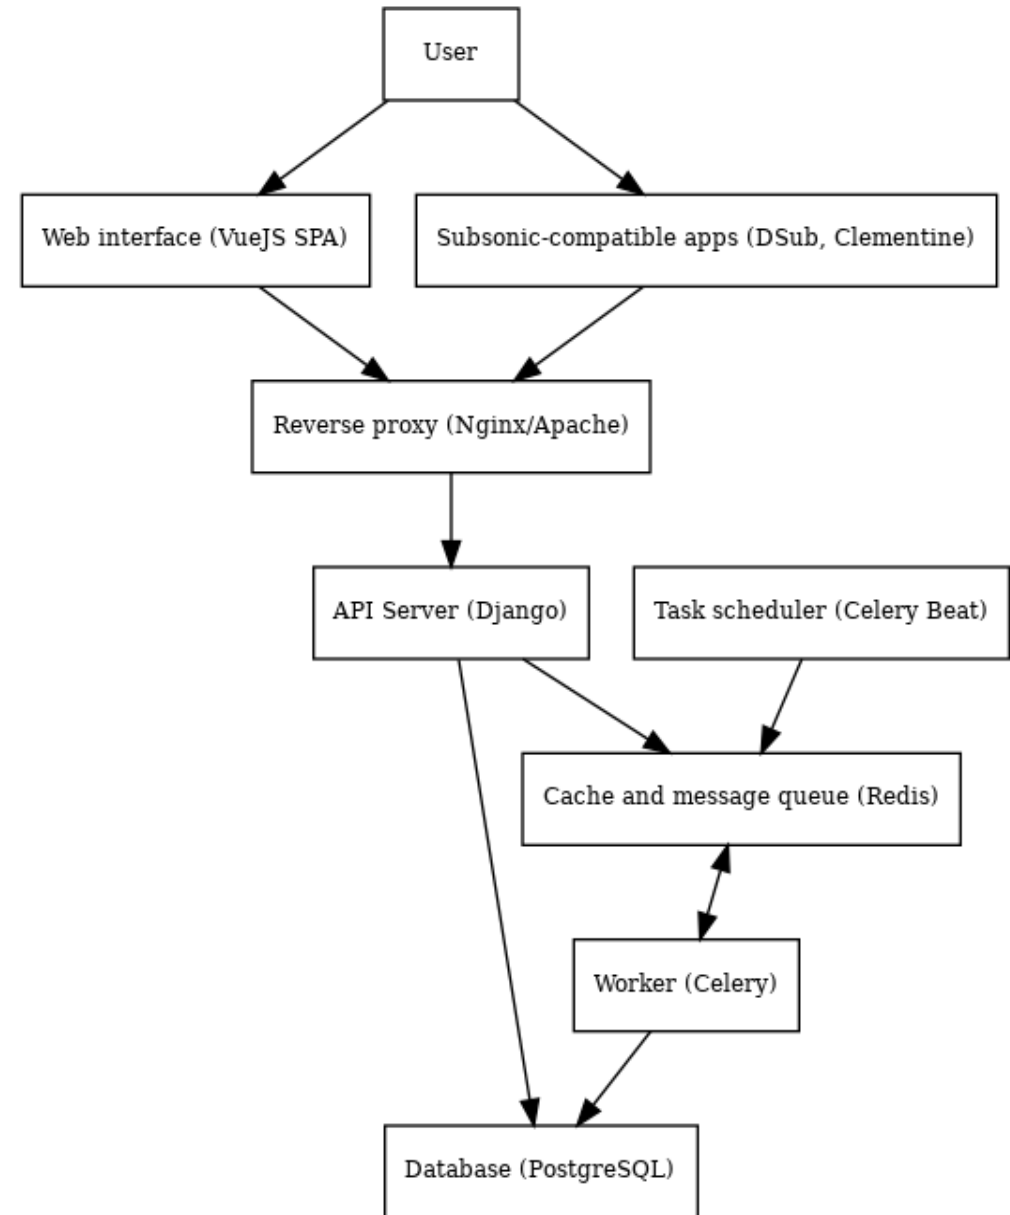 User
Web interface (VueJS SPA)
Subsonic-compatible apps (DSub, Clementine)
Reverse proxy (Nginx/Apache)
API Server (Django)
Task scheduler (Celery Beat)
Cache and message queue (Redis)
Worker (Celery)
Database (PostgreSQL)